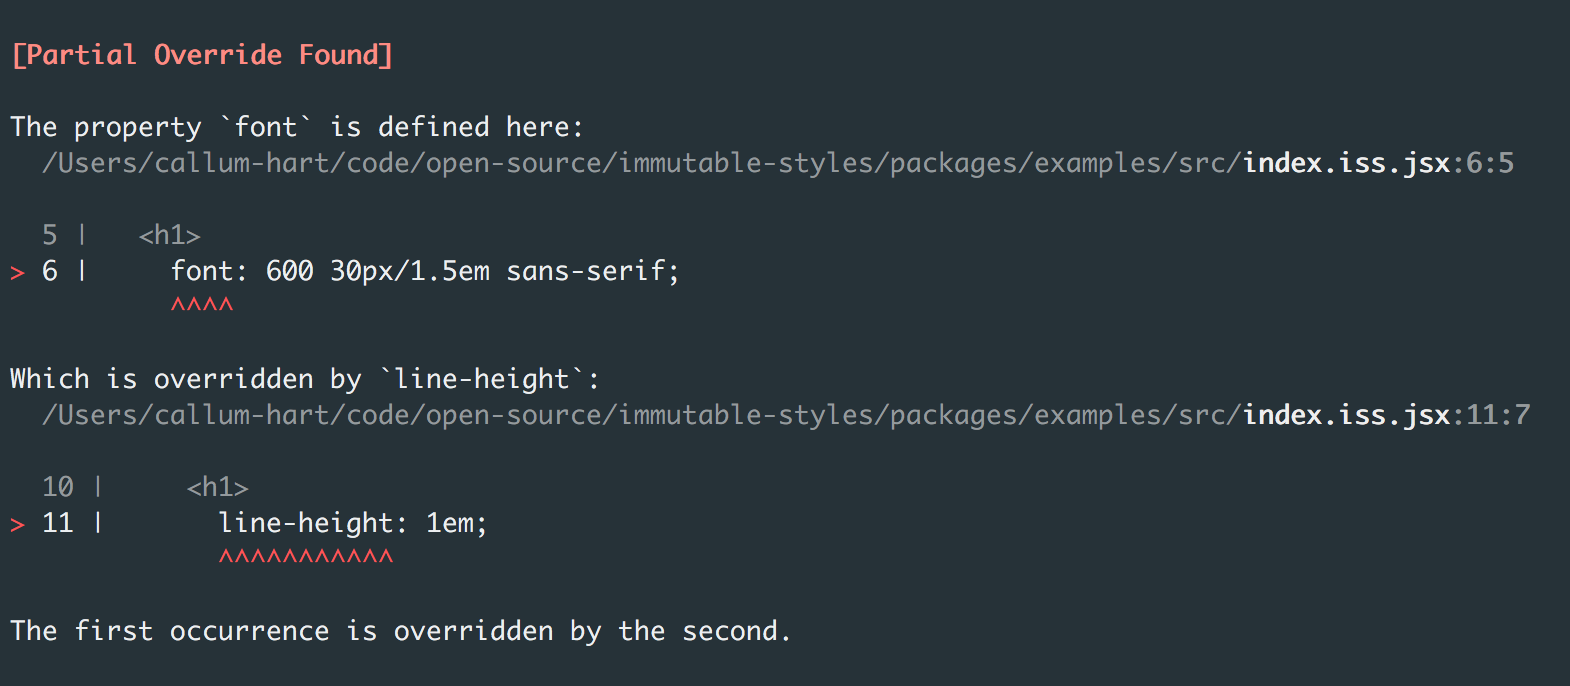 [Partial Override Found]
The property `font` is defined here:
/Users/callum-hart/code/open-source/immutable-styles/packages/examples/src/index.iss.jsx:6:5
5 |   <h1>
> 6 |     font: 600 30px/1.5em sans-serif;
^^^^
Which is overridden by `line-height`:
/Users/callum-hart/code/open-source/immutable-styles/packages/examples/src/index.iss.jsx:11:7
10 |     <h1>
> 11 |       line-height: 1em;
^^^^^^^^^^^
The first occurrence is overridden by the second.